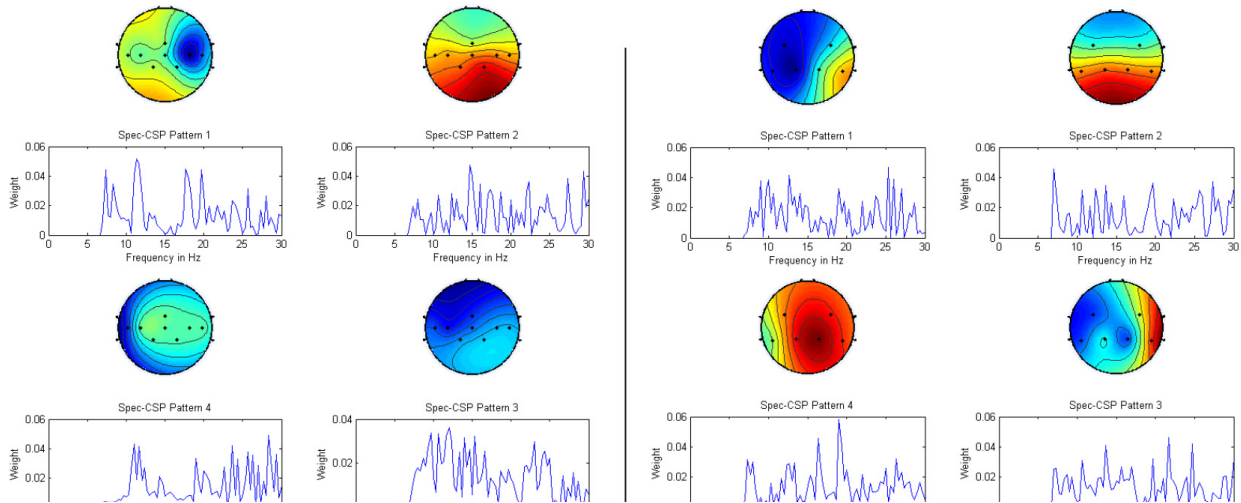 Spec-CSP Pattern 1
Spec-CSP Pattern 2
Spec-CSP Pattern 1
Spec-CSP Pattern 2
0.06
0.04
0.02
0
Weight
0 5 10 15 20 25 30
Frequency in Hz
0.06
0.04
0.02
0
Weight
0 5 10 15 20 25 30
0.06
0.04
0.02
0
Weight
0 5 10 15 20 25 30
Frequency in Hz
0.06
0.04
0.02
0
Weight
0 5 10 15 20 25 30
Spec-CSP Pattern 4
Spec-CSP Pattern 3
Spec-CSP Pattern 4
Spec-CSP Pattern 3
0.06
0.04
0.02
Weight
0.04
0.02
Weight
0.06
0.04
0.02
Weight
0.06
0.04
0.02
Weight